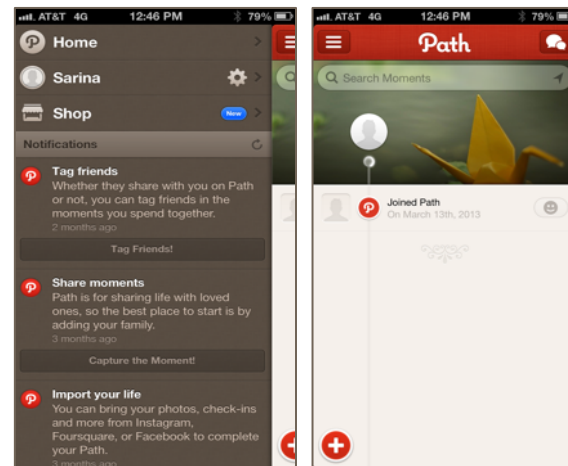 AT&T 4G 12:46 PM 79%
Home
Sarina
Shop New
Notifications
Tag friends
Whether they share with you on Path
or not, you can tag friends in the
moments you spend together.
2 months ago
Tag Friends!
Share moments
Path is for sharing life with loved
ones, so the best place to start is by
adding your family.
3 months ago
Capture the Moment!
Import your life
You can bring your photos, check-ins
and more from Instagram,
Foursquare, or Facebook to complete
your Path.
3 months ago
AT&T 4G 12:46 PM 79%
Path
Search Moments
Joined Path
On March 13th, 2013